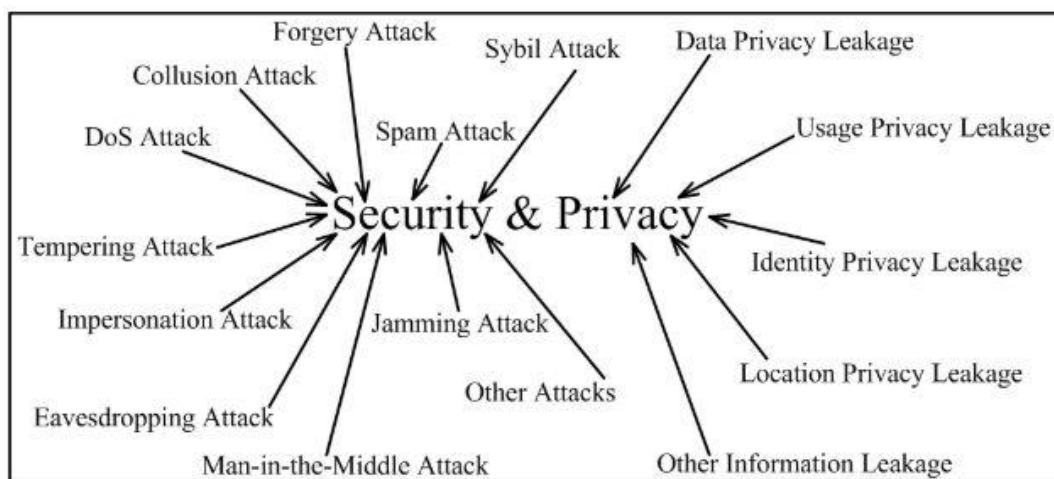 Forgery Attack
Sybil Attack
Data Privacy Leakage
Collusion Attack
DoS Attack
Spam Attack
Usage Privacy Leakage
Security & Privacy
Tempering Attack
Identity Privacy Leakage
Impersonation Attack
Jamming Attack
Location Privacy Leakage
Other Attacks
Eavesdropping Attack
Man-in-the-Middle Attack
Other Information Leakage